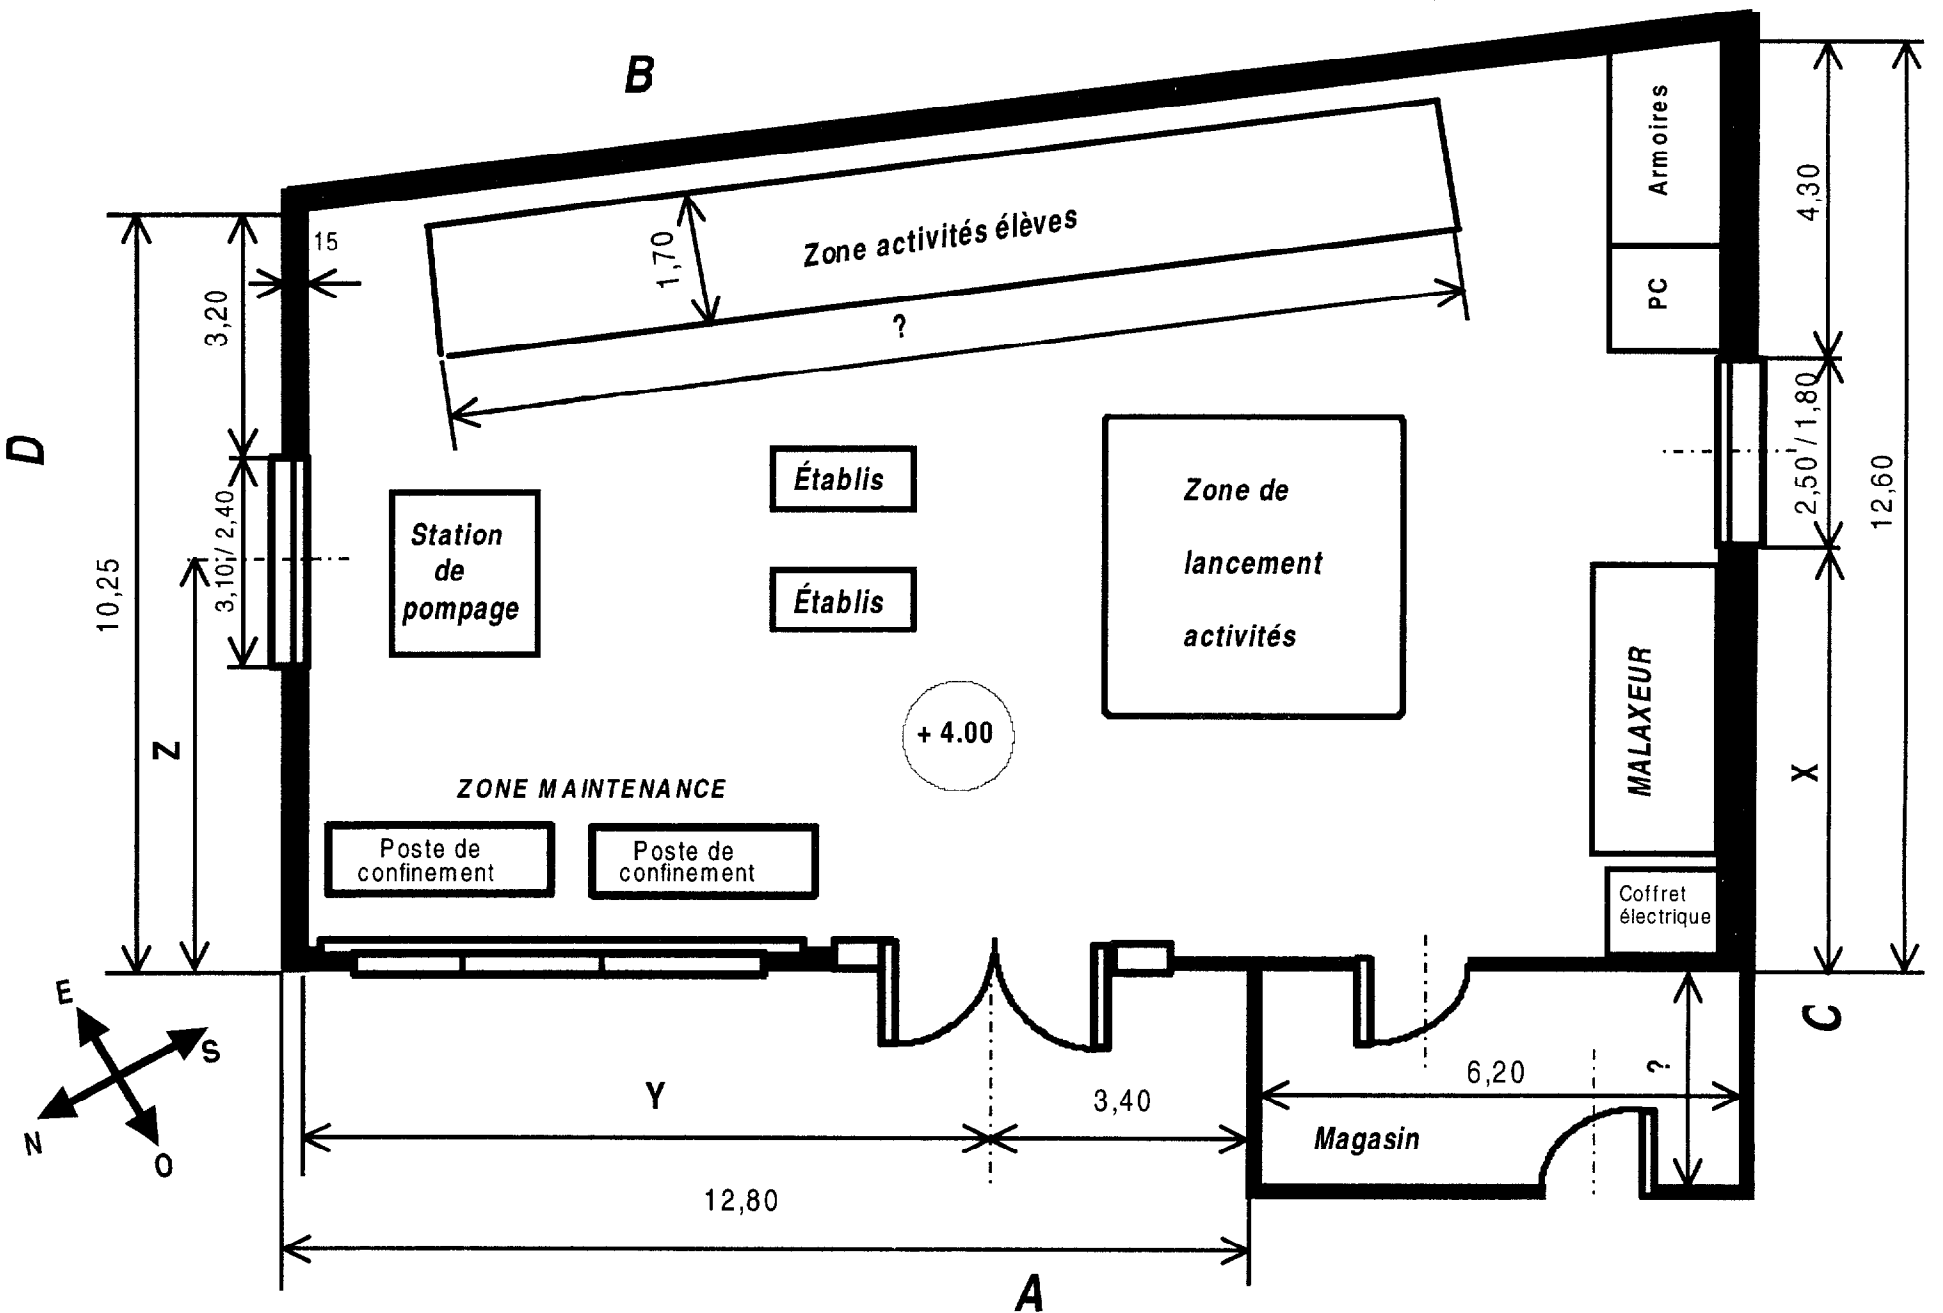 B
Armoires
4,30
15
Zone activités élèves
1,70
3,20
PC
?
2,50 / 1,80
12,60
D
Établis
Zone de
lancement
activités
Station
de
pompage
3,10 / 2,40
10,25
Établis
MALAXEUR
+ 4.00
Z
X
ZONE MAINTENANCE
Poste de
confinement
Poste de
confinement
Coffret
électrique
E
S
N
O
C
Y
3,40
6,20
?
Magasin
12,80
A